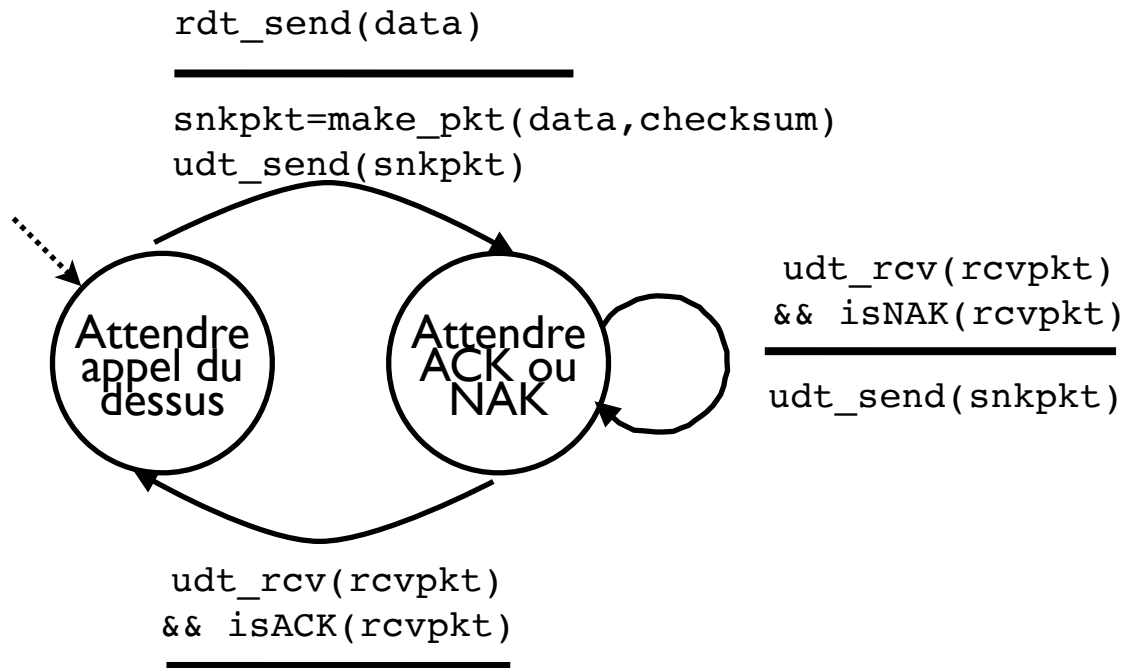 rdt_send(data)
snkpkt=make_pkt(data,checksum)
udt_send(snkpkt)
Attendre
appel du
dessus
Attendre
ACK ou
NAK
udt_rcv(rcvpkt)
&& isNAK(rcvpkt)
udt_send(snkpkt)
udt_rcv(rcvpkt)
&& isACK(rcvpkt)